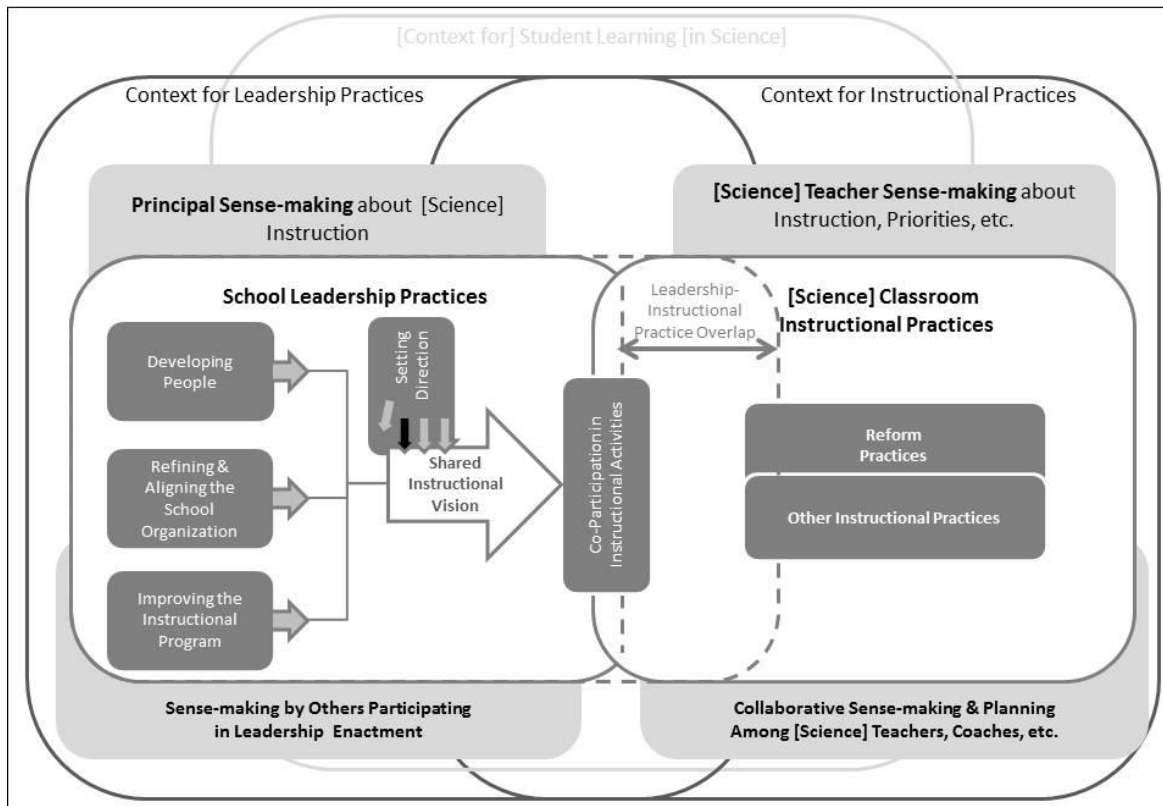 [Context for] Student Learning [in Science]
Context for Leadership Practices
Context for Instructional Practices
Principal Sense-making about [Science]
Instruction
[Science] Teacher Sense-making about
Instruction, Priorities, etc.
School Leadership Practices
Leadership-
Instructional
Practice Overlap
[Science] Classroom
Instructional Practices
Developing
People
Setting
Direction
Refining &
Aligning the
School
Organization
Shared
Instructional
Vision
Co-Participation in
Instructional Activities
Reform
Practices
Other Instructional Practices
Improving the
Instructional
Program
Sense-making by Others Participating
in Leadership Enactment
Collaborative Sense-making & Planning
Among [Science] Teachers, Coaches, etc.